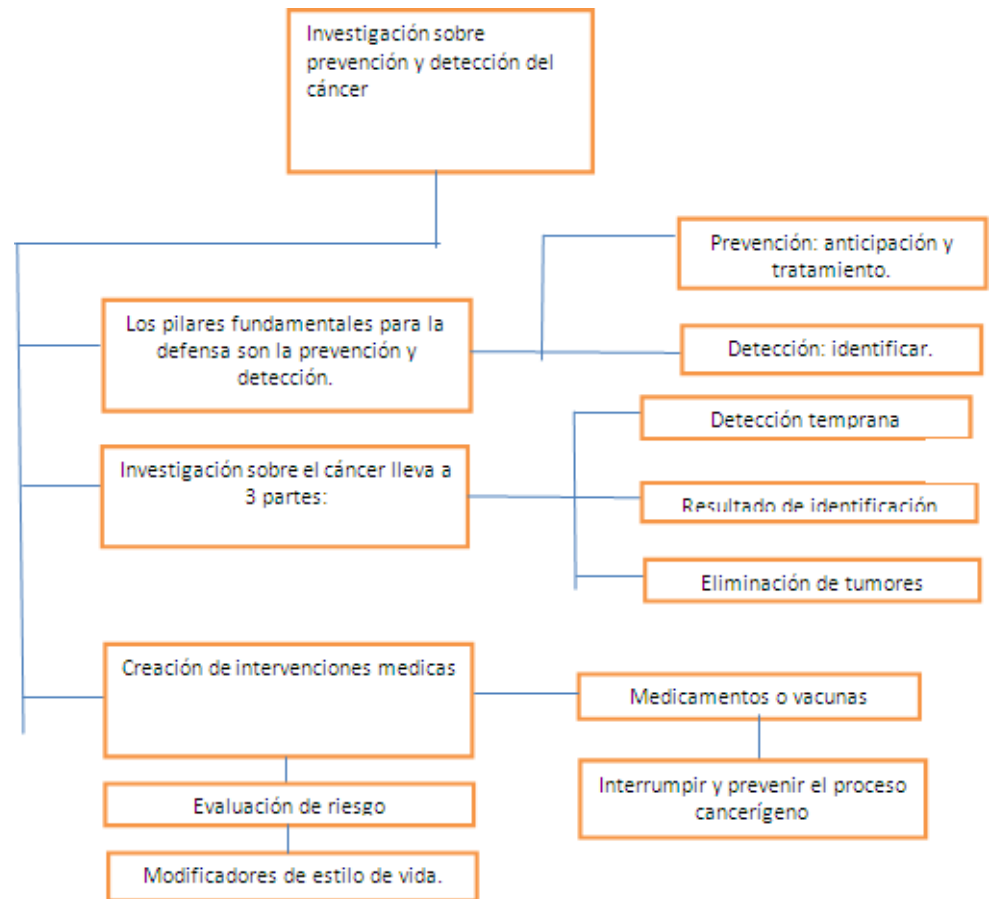 Investigación sobre
prevención y detección del
cáncer
Prevención: anticipación y
tratamiento.
Los pilares fundamentales para la
defensa son la prevención y
detección.
Detección: identificar.
Detección temprana
Investigación sobre el cáncer lleva a
3 partes:
Resultado de identificación
Eliminación de tumores
Creación de intervenciones medicas
Medicamentos o vacunas
Interrumpir y prevenir el proceso
cancerígeno
Evaluación de riesgo
Modificadores de estilo de vida.